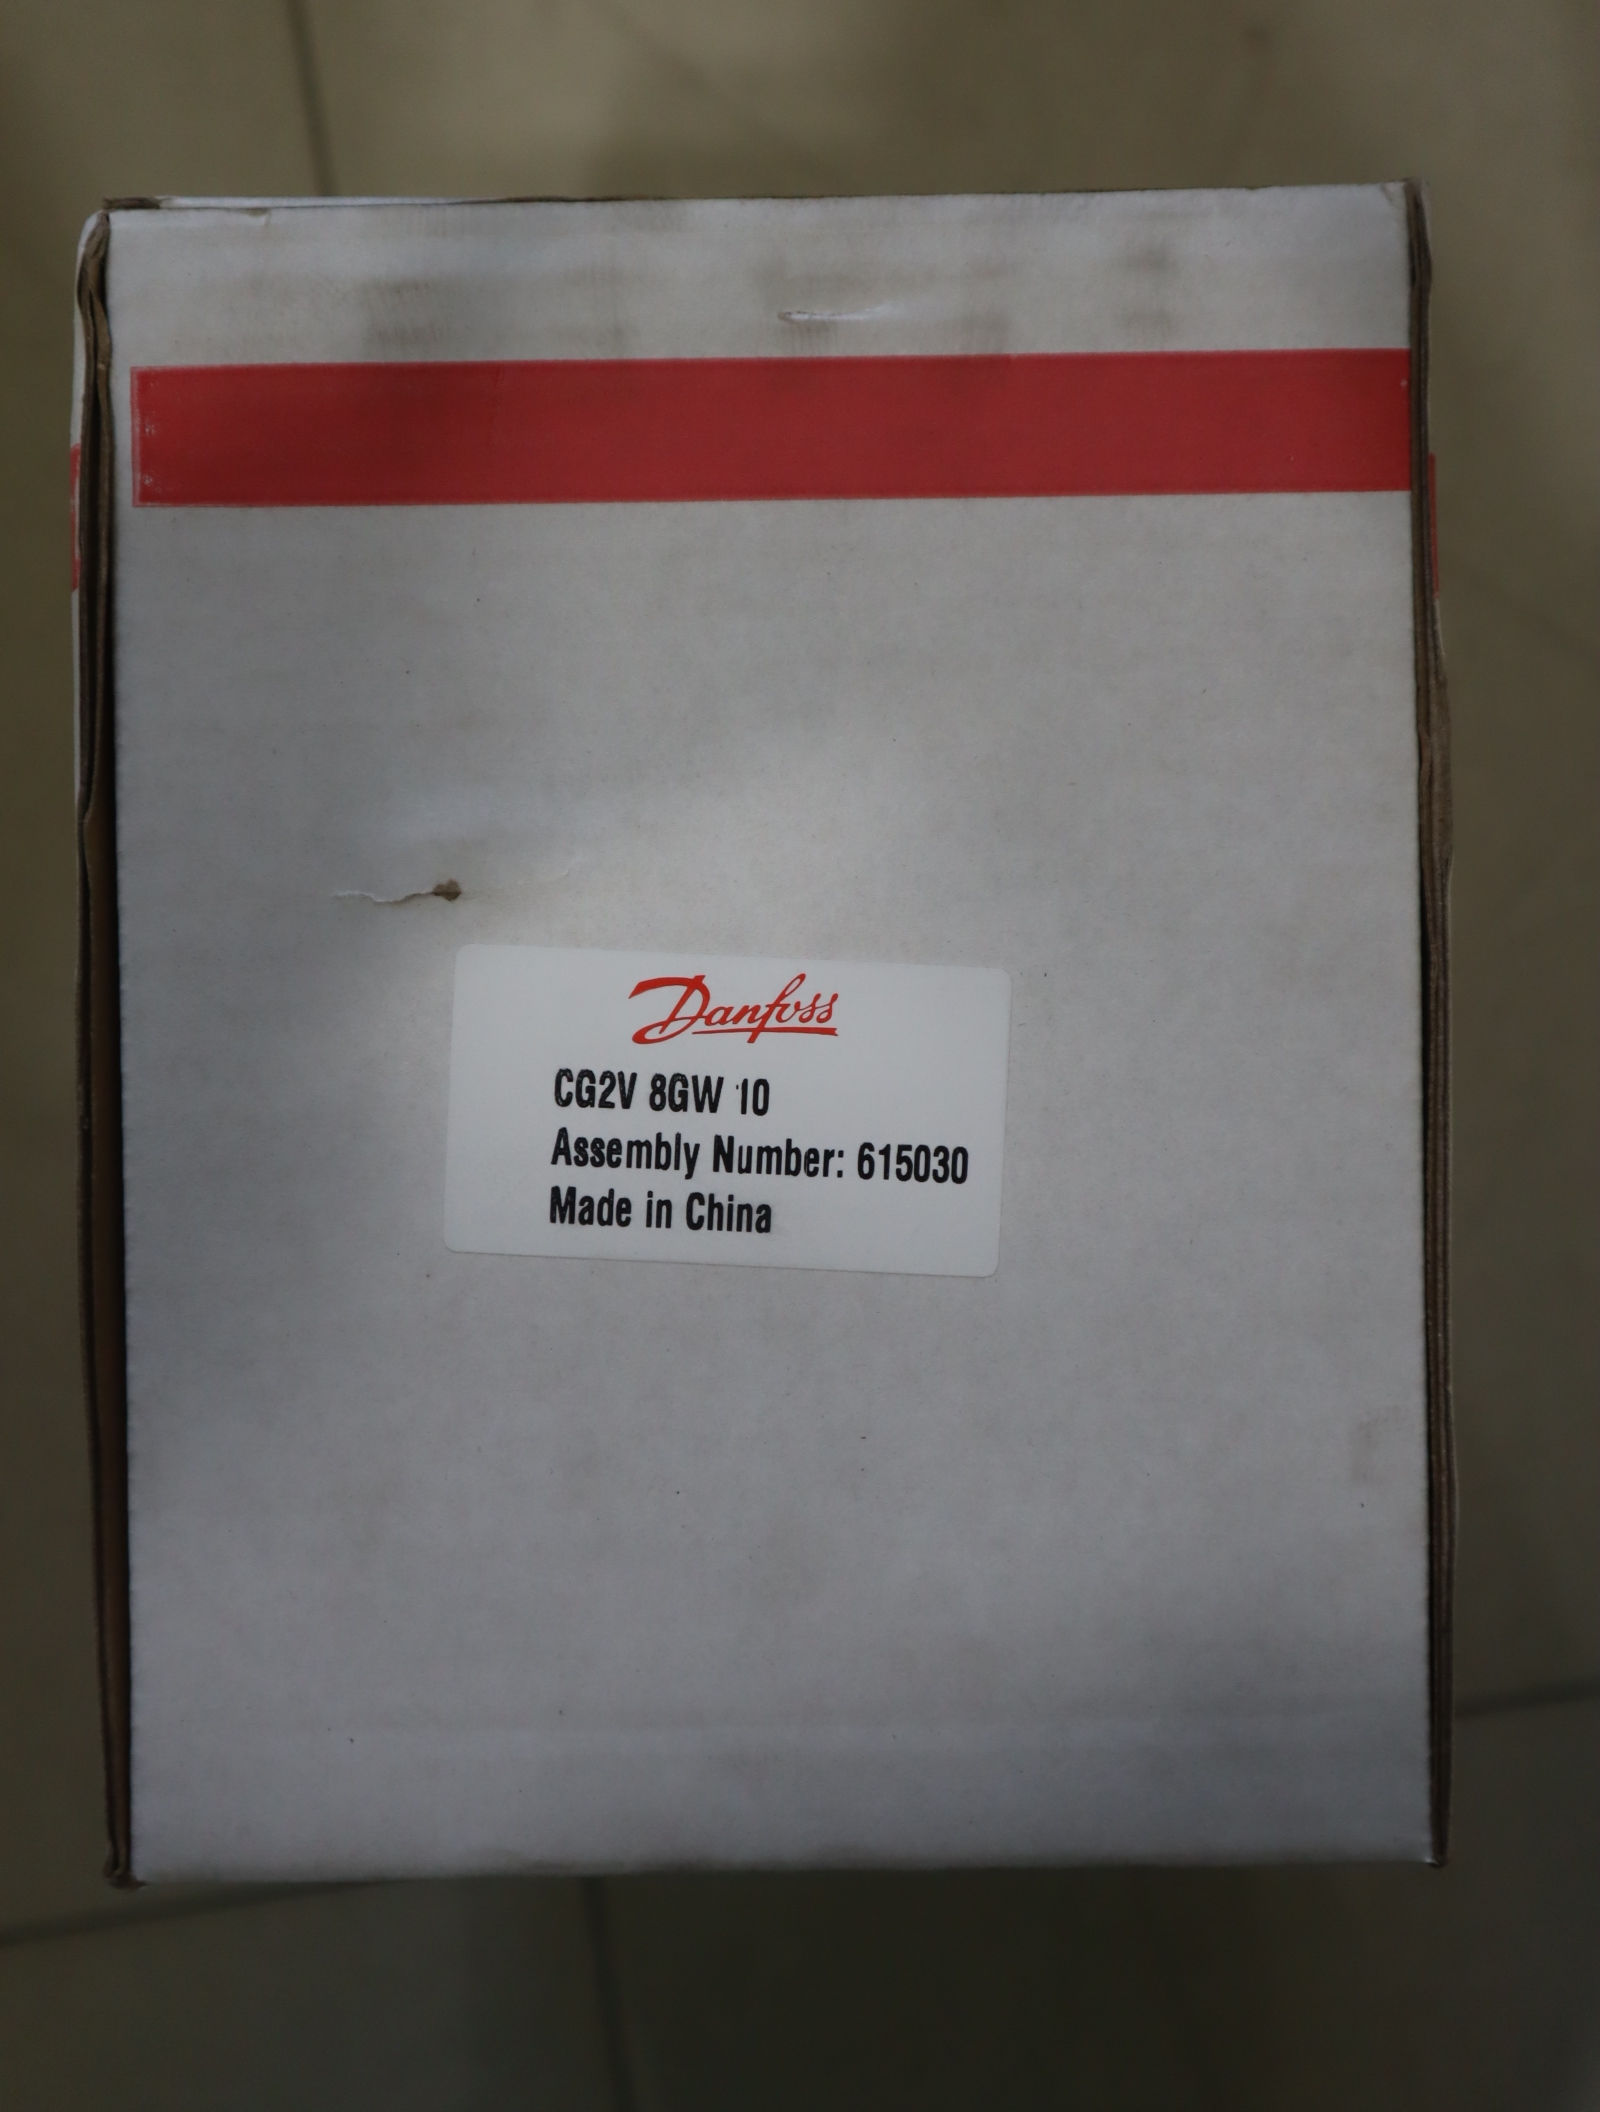 Danfoss
CG2V 8GW 10
Assembly Number: 615030
Made in China